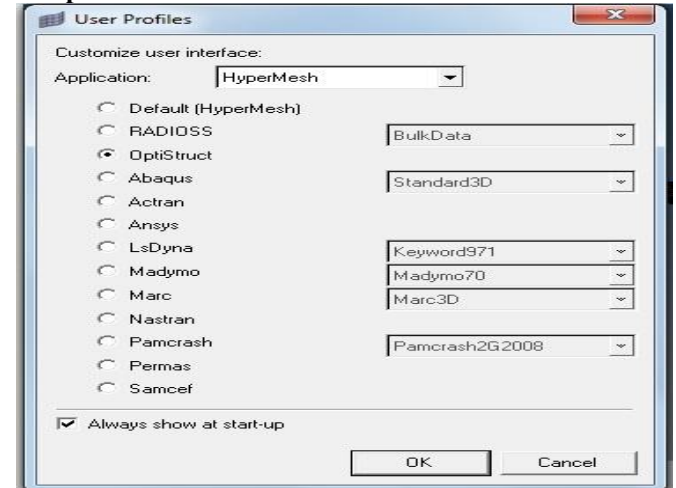 User Profiles
Customize user interface:
Application: HyperMesh
Default (HyperMesh)
RADIOSS BulkData
OptiStruct
Abaqus Standard3D
Actran
Ansys
LsDyna Keyword971
Madymo Madymo70
Marc Marc3D
Nastran
Pamcrash Pamcrash2G2008
Permas
Samcef
Always show at start-up
OK Cancel